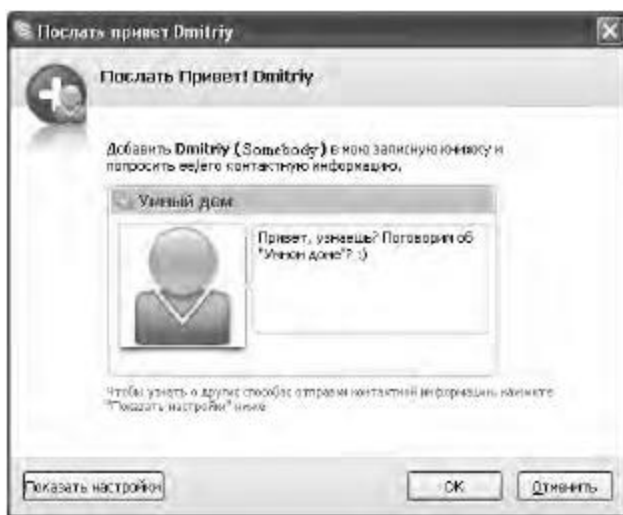 Послать привет Dmitriy
Послать Привет! Dmitriy
Добавить Dmitriy (Somebody) в мою записную книжку и
попросить ее/его контактную информацию.
Умный дом
Привет, узнаешь? Поговорим об
"Умном доме"? :)
Чтобы узнать о других способах отправки контактной информации, нажмите
"Показать настройки" ниже
Показать настройки
OK
Отменить